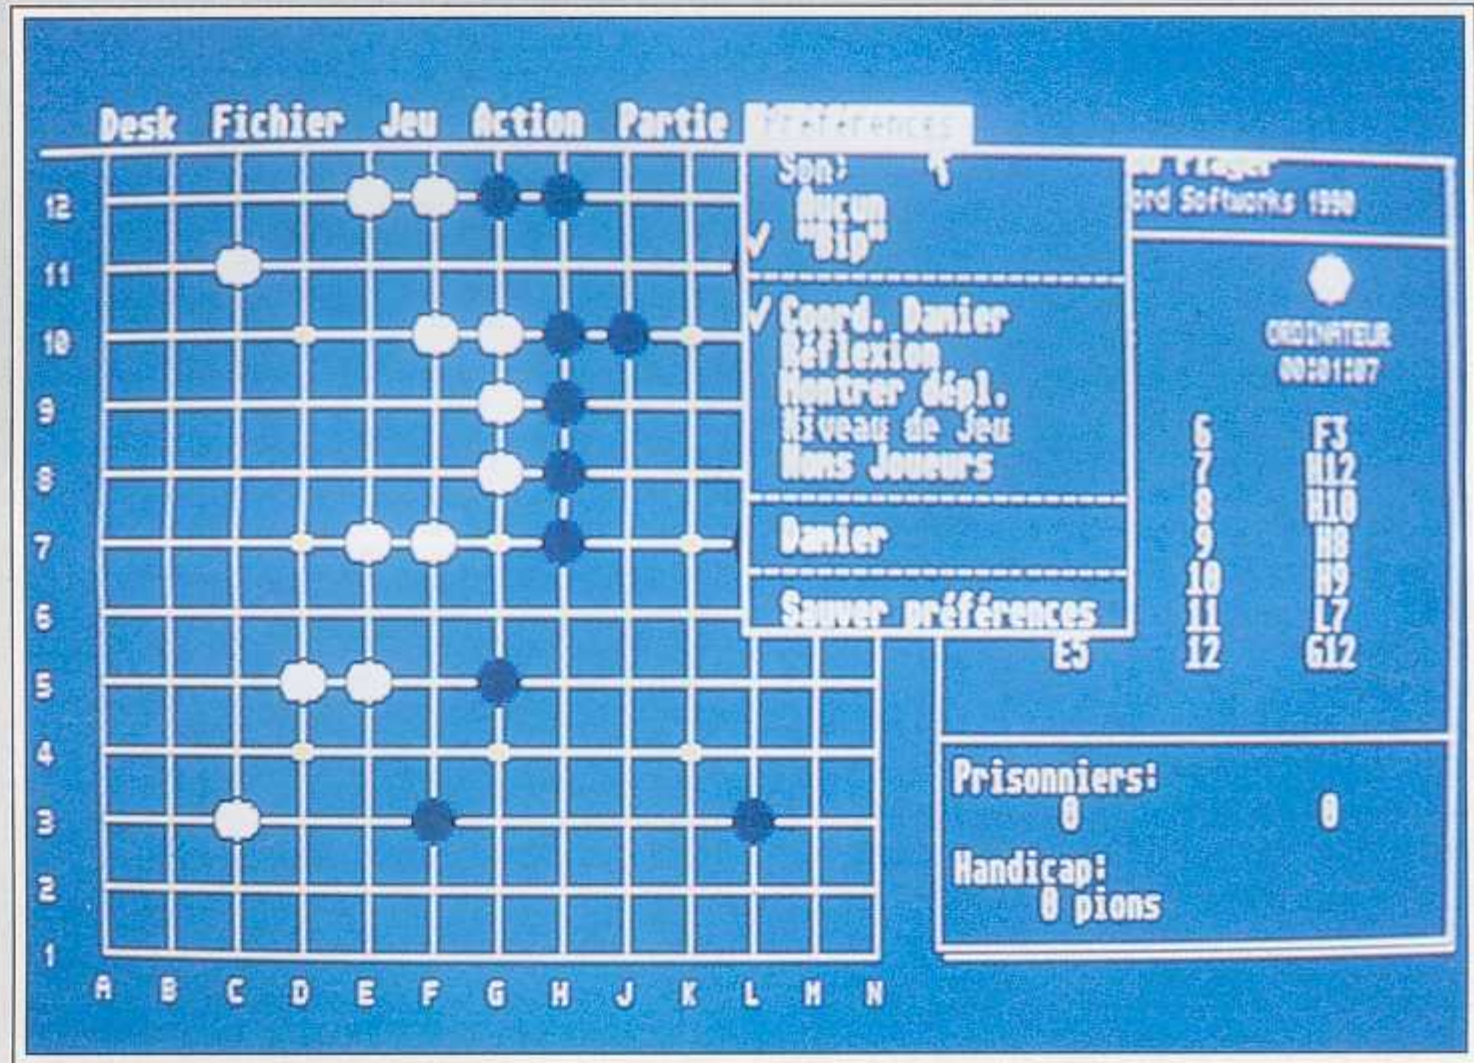 Desk Fichier Jeu Action Partie Préférences
Son:
Aucun
"Bip"
Coord. Damier
Réflexion
Montrer dépl.
Niveau de Jeu
Noms Joueurs
Damier
Sauver préférences
Player
ord Softworks 1990
ORDINATEUR
00:01:07
6 F3
7 H12
8 H10
9 H8
10 H9
11 L7
E5 12 G12
Prisonniers:
0 0
Handicap:
0 pions
12
11
10
9
8
7
6
5
4
3
2
1
A B C D E F G H J K L M N